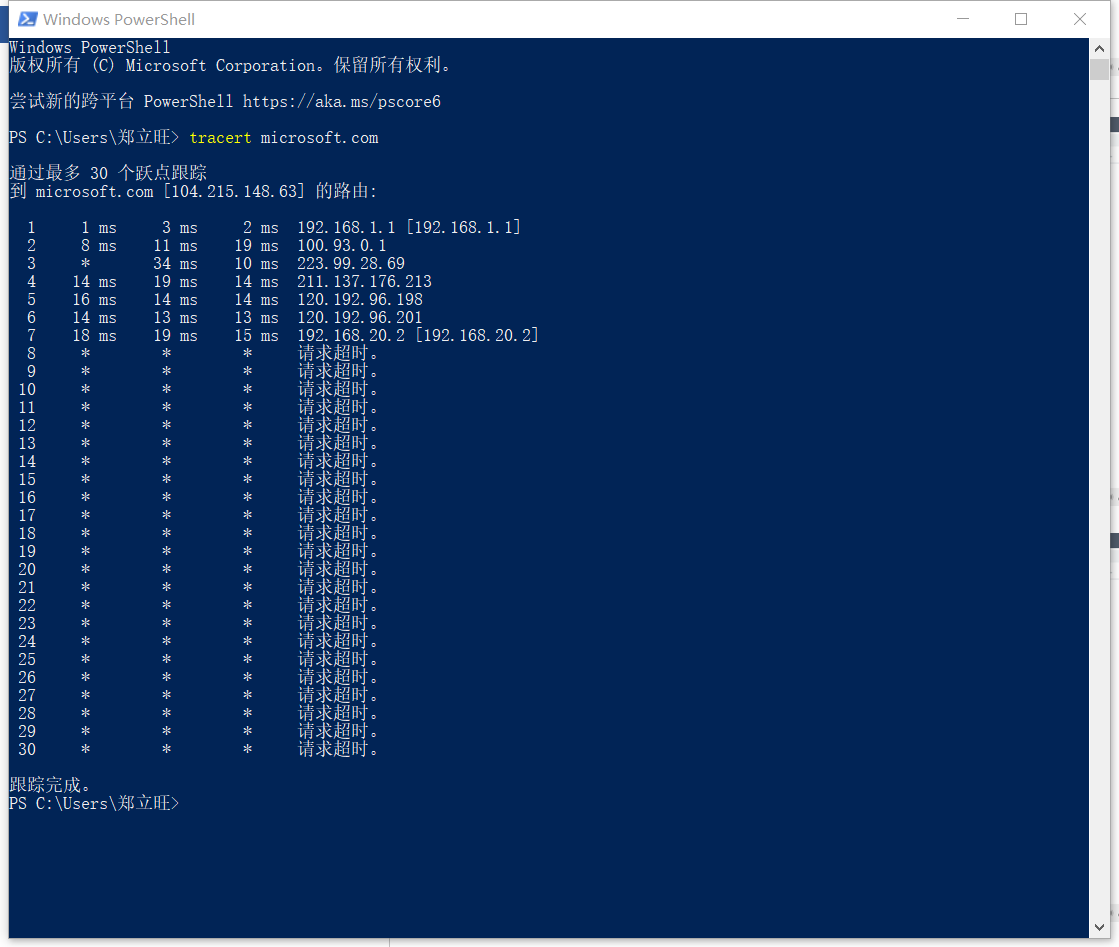 Windows PowerShell
Windows PowerShell
版权所有 (C) Microsoft Corporation。保留所有权利。
尝试新的跨平台 PowerShell https://aka.ms/pscore6
PS C:\Users\郑立旺> tracert microsoft.com
通过最多 30 个跃点跟踪
到 microsoft.com [104.215.148.63] 的路由:
1 1 ms 3 ms 2 ms 192.168.1.1 [192.168.1.1]
2 8 ms 11 ms 19 ms 100.93.0.1
3 * 34 ms 10 ms 223.99.28.69
4 14 ms 19 ms 14 ms 211.137.176.213
5 16 ms 14 ms 14 ms 120.192.96.198
6 14 ms 13 ms 13 ms 120.192.96.201
7 18 ms 19 ms 15 ms 192.168.20.2 [192.168.20.2]
8 * * * 请求超时。
9 * * * 请求超时。
10 * * * 请求超时。
11 * * * 请求超时。
12 * * * 请求超时。
13 * * * 请求超时。
14 * * * 请求超时。
15 * * * 请求超时。
16 * * * 请求超时。
17 * * * 请求超时。
18 * * * 请求超时。
19 * * * 请求超时。
20 * * * 请求超时。
21 * * * 请求超时。
22 * * * 请求超时。
23 * * * 请求超时。
24 * * * 请求超时。
25 * * * 请求超时。
26 * * * 请求超时。
27 * * * 请求超时。
28 * * * 请求超时。
29 * * * 请求超时。
30 * * * 请求超时。
跟踪完成。
PS C:\Users\郑立旺>